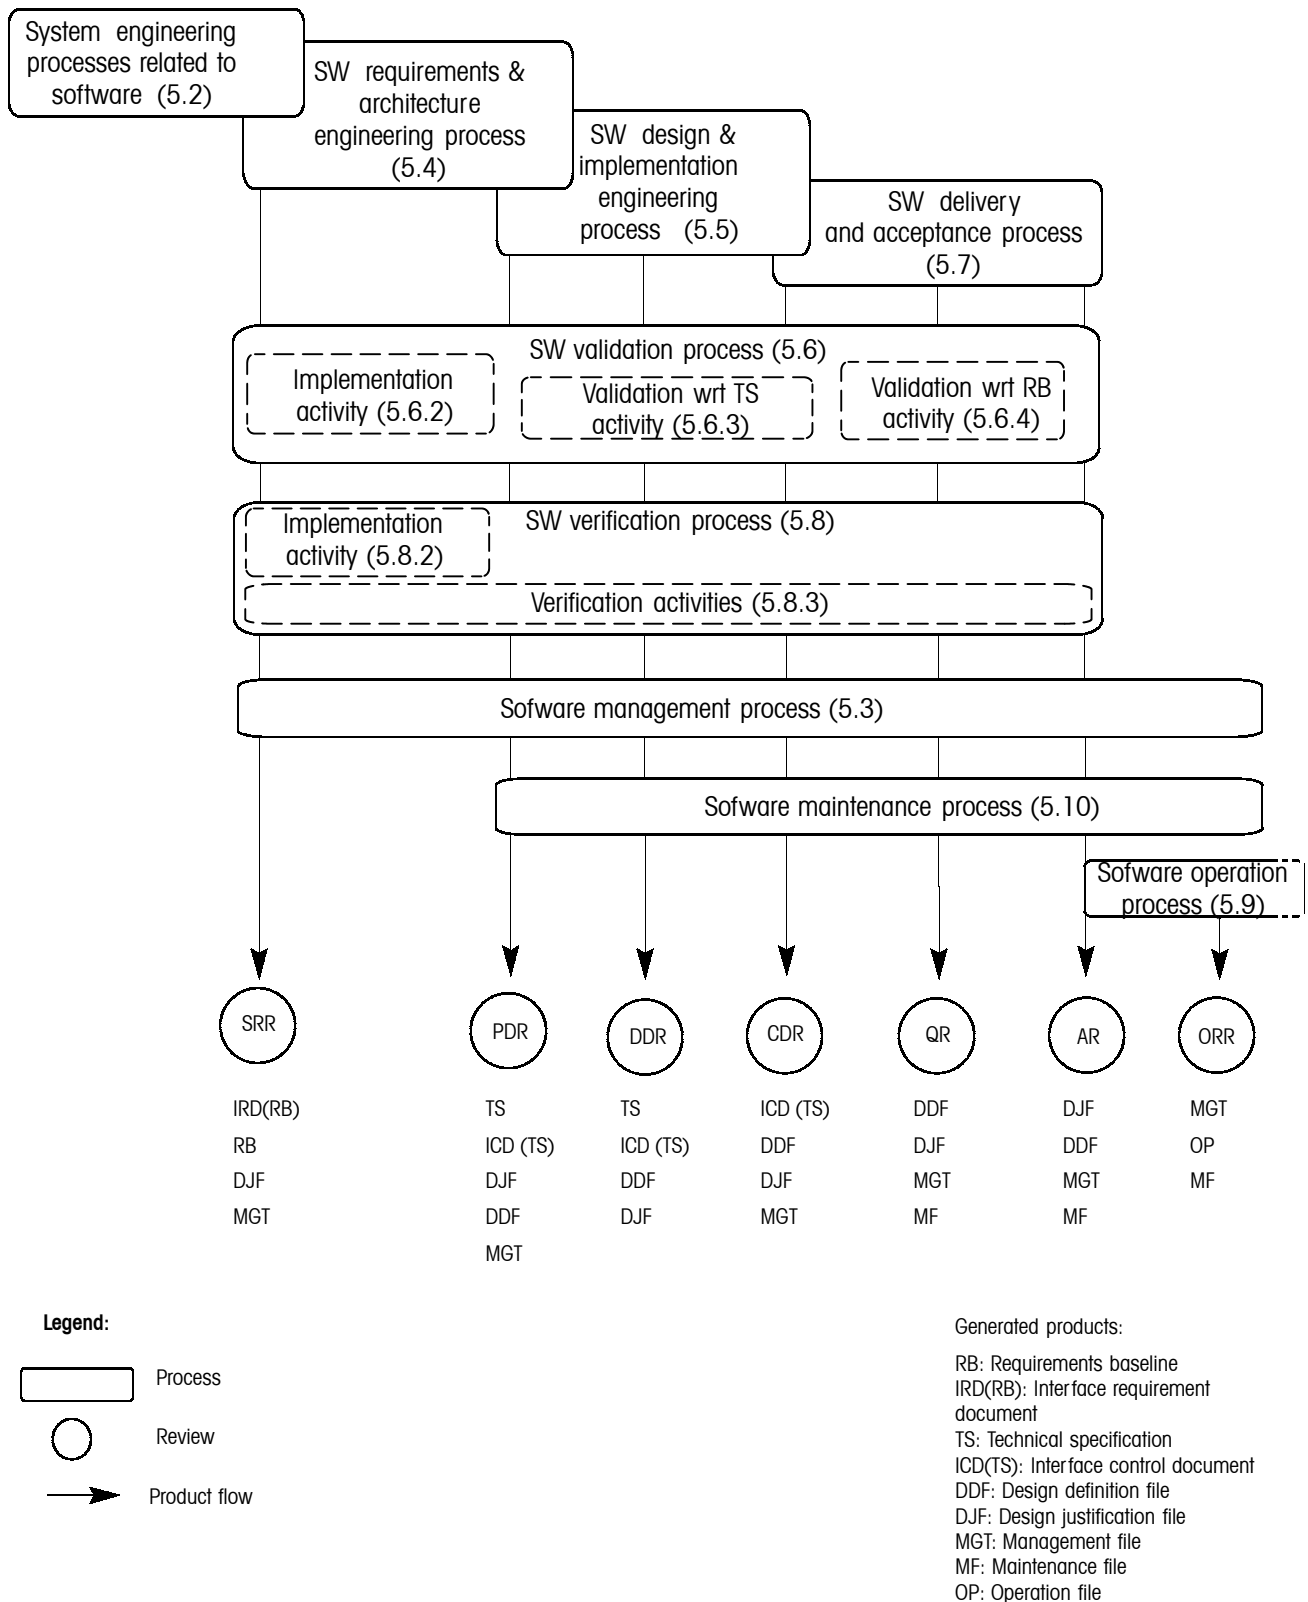 System engineering
processes related to
software (5.2)
SW requirements &
architecture
engineering process
(5.4)
SW design &
implementation
engineering
process (5.5)
SW delivery
and acceptance process
(5.7)
SW validation process (5.6)
Implementation
activity (5.6.2)
Validation wrt TS
activity (5.6.3)
Validation wrt RB
activity (5.6.4)
SW verification process (5.8)
Implementation
activity (5.8.2)
Verification activities (5.8.3)
Sofware management process (5.3)
Sofware maintenance process (5.10)
Sofware operation
process (5.9)
SRR
PDR
DDR
CDR
QR
AR
ORR
IRD(RB)
RB
DJF
MGT
TS
ICD (TS)
DJF
DDF
MGT
TS
ICD (TS)
DDF
DJF
ICD (TS)
DDF
DJF
MGT
DDF
DJF
MGT
MF
DJF
DDF
MGT
MF
MGT
OP
MF
Legend:
Process
Review
Product flow
Generated products:
RB: Requirements baseline
IRD(RB): Interface requirement
document
TS: Technical specification
ICD(TS): Interface control document
DDF: Design definition file
DJF: Design justification file
MGT: Management file
MF: Maintenance file
OP: Operation file